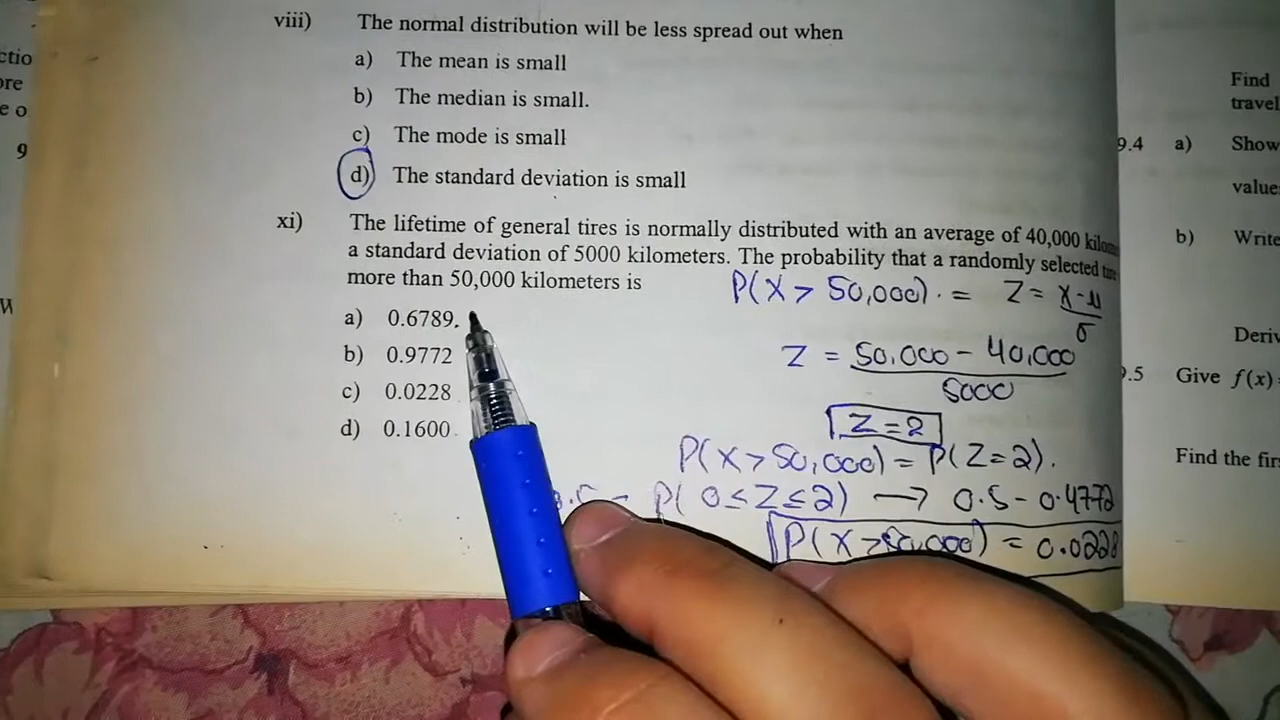 viii) The normal distribution will be less spread out when
a) The mean is small
b) The median is small.
c) The mode is small
d) The standard deviation is small
xi) The lifetime of general tires is normally distributed with an average of 40,000
a standard deviation of 5000 kilometers. The probability that a randomly selected
more than 50,000 kilometers is
a) 0.6789.
b) 0.9772
c) 0.0228
d) 0.1600
P(X > 50,000). = Z = X-μ
σ
Z = 50,000 - 40,000
5000
Z = 2
P(X > 50,000) = P(Z=2).
- P(0≤Z≤2) → 0.5 - 0.4772
P(X > 50,000) = 0.0228
9
Find
travel
9.4 a) Show
value
b) Write
Deriv
.5 Give f(x)
Find the fir